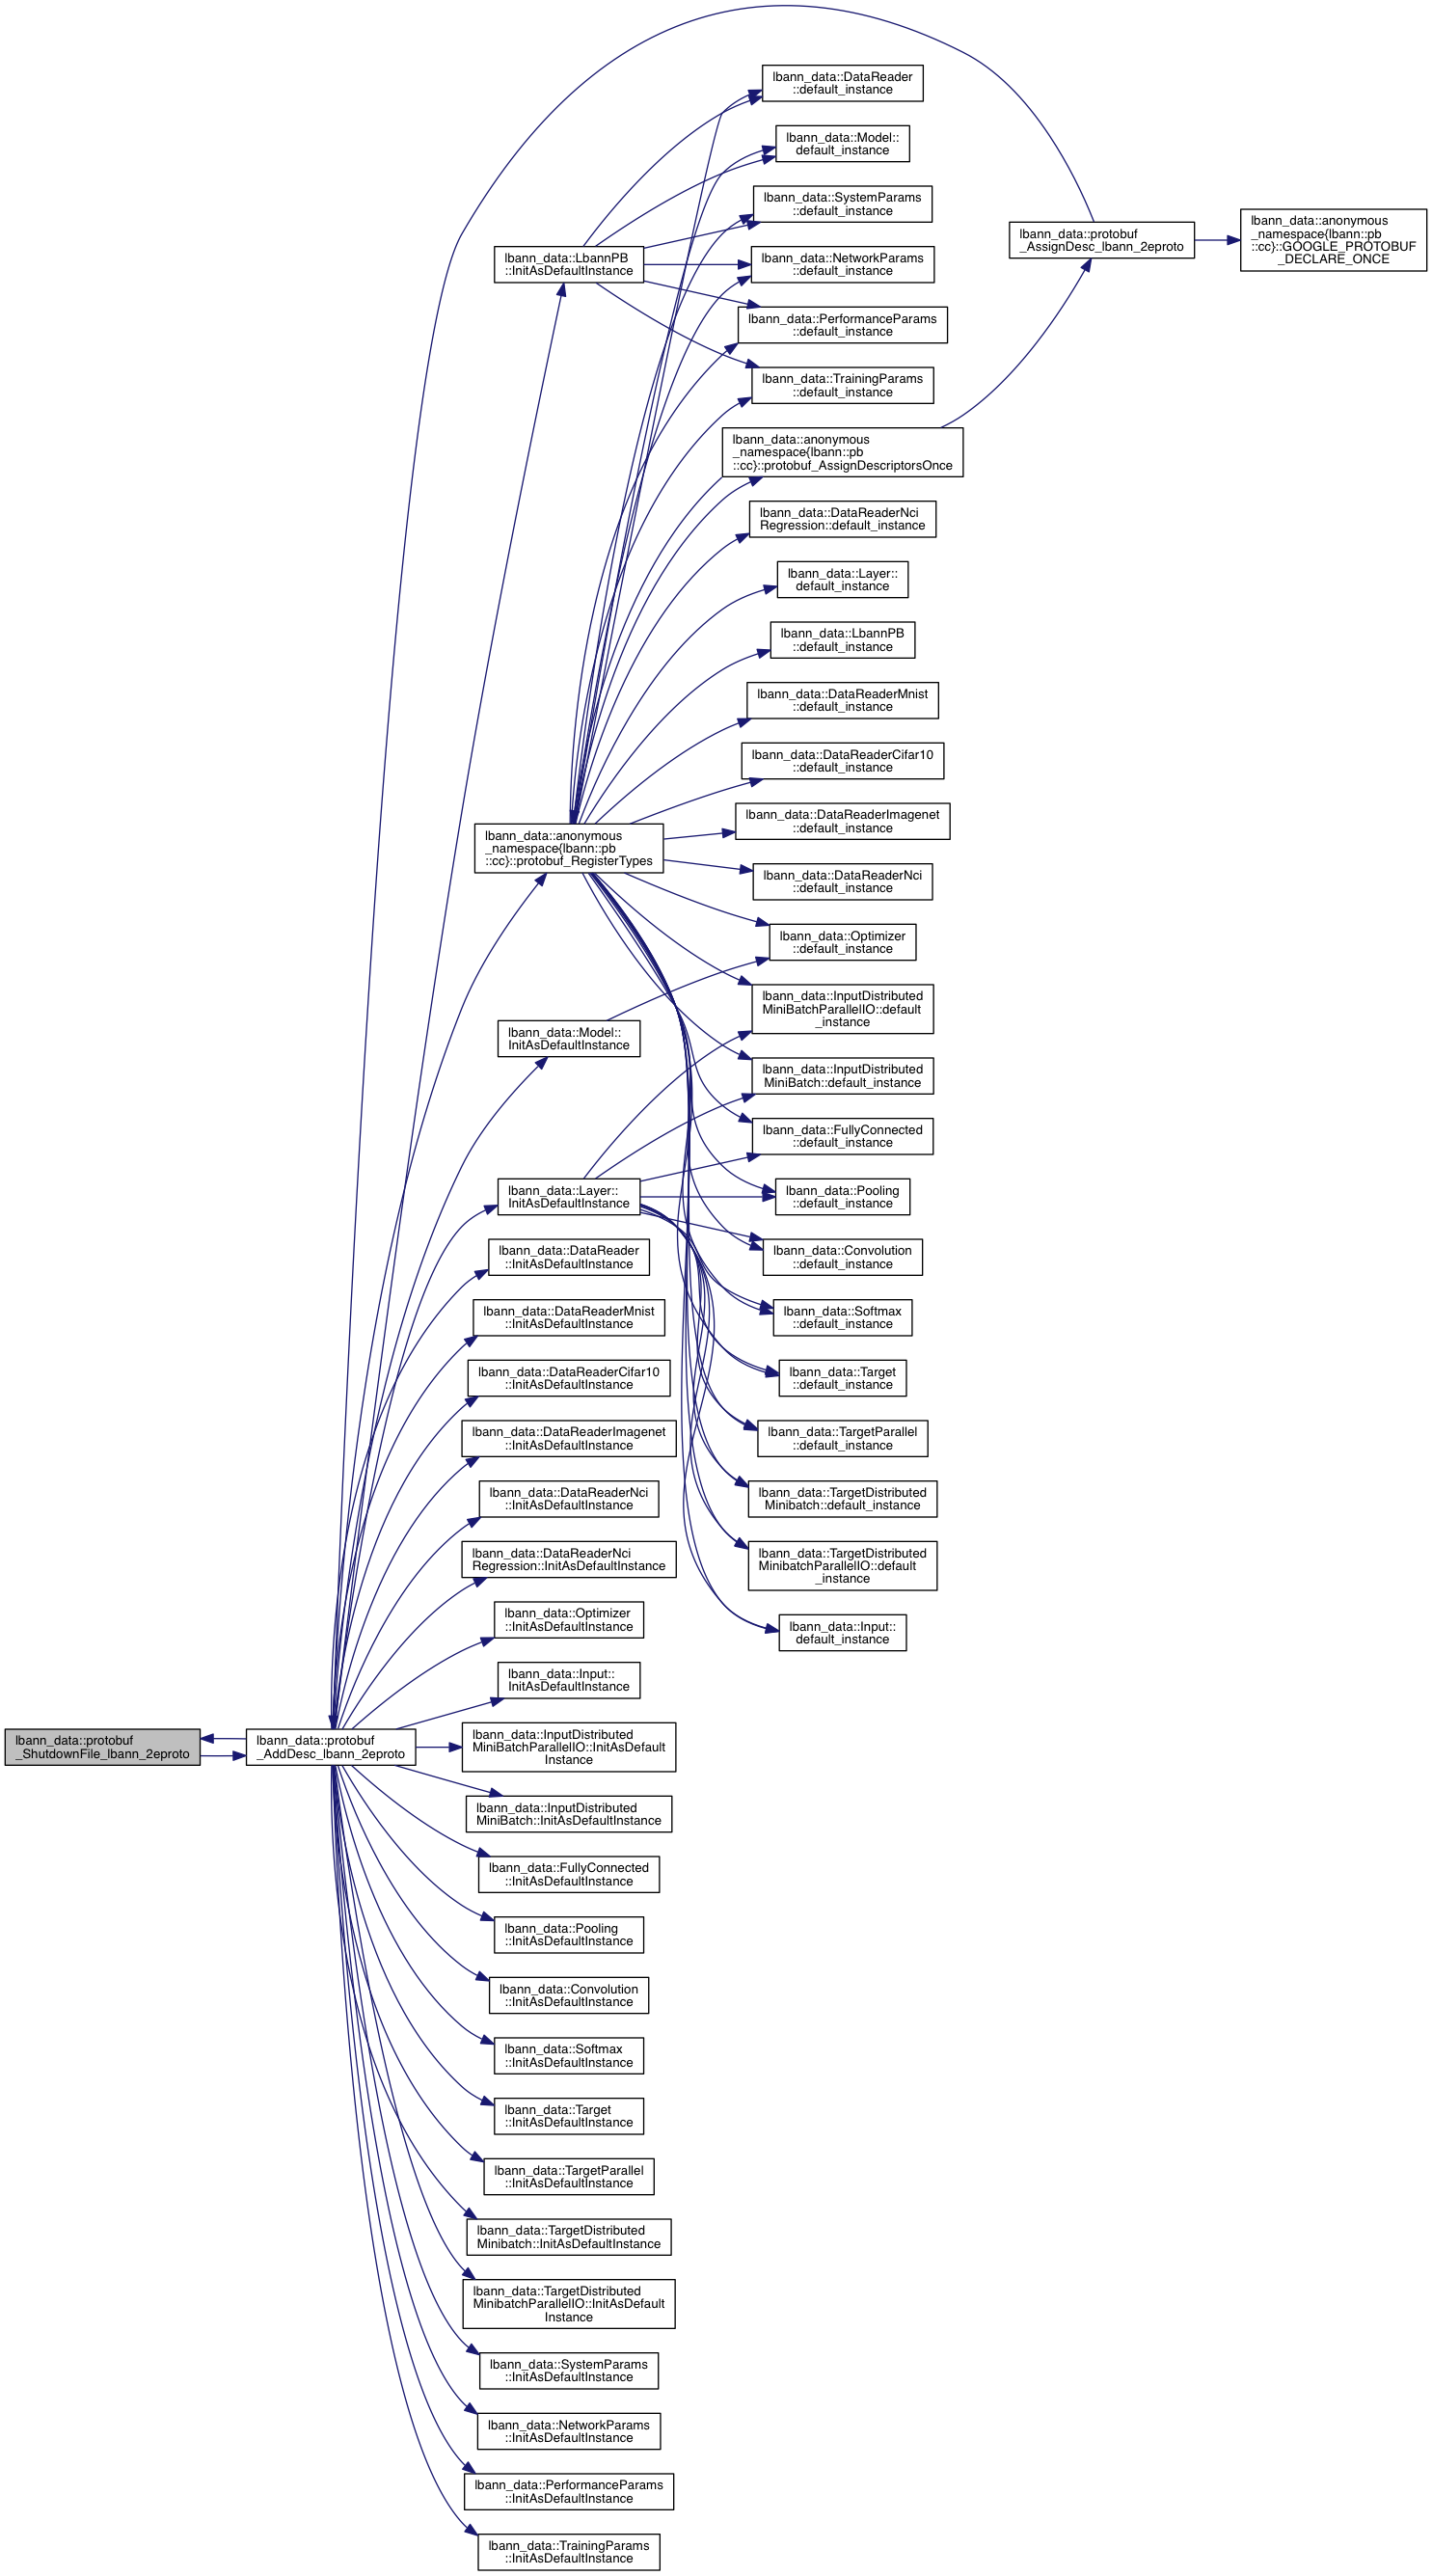 lbann_data::DataReader
::default_instance
lbann_data::Model::
default_instance
lbann_data::SystemParams
::default_instance
lbann_data::protobuf
_AssignDesc_lbann_2eproto
lbann_data::anonymous
_namespace{lbann::pb
::cc}::GOOGLE_PROTOBUF
_DECLARE_ONCE
lbann_data::LbannPB
::InitAsDefaultInstance
lbann_data::NetworkParams
::default_instance
lbann_data::PerformanceParams
::default_instance
lbann_data::TrainingParams
::default_instance
lbann_data::anonymous
_namespace{lbann::pb
::cc}::protobuf_AssignDescriptorsOnce
lbann_data::DataReaderNci
Regression::default_instance
lbann_data::Layer::
default_instance
lbann_data::LbannPB
::default_instance
lbann_data::DataReaderMnist
::default_instance
lbann_data::DataReaderCifar10
::default_instance
lbann_data::DataReaderImagenet
::default_instance
lbann_data::anonymous
_namespace{lbann::pb
::cc}::protobuf_RegisterTypes
lbann_data::DataReaderNci
::default_instance
lbann_data::Optimizer
::default_instance
lbann_data::InputDistributed
MiniBatchParallelIO::default
_instance
lbann_data::Model::
InitAsDefaultInstance
lbann_data::InputDistributed
MiniBatch::default_instance
lbann_data::FullyConnected
::default_instance
lbann_data::Layer::
InitAsDefaultInstance
lbann_data::Pooling
::default_instance
lbann_data::DataReader
::InitAsDefaultInstance
lbann_data::Convolution
::default_instance
lbann_data::DataReaderMnist
::InitAsDefaultInstance
lbann_data::Softmax
::default_instance
lbann_data::DataReaderCifar10
::InitAsDefaultInstance
lbann_data::Target
::default_instance
lbann_data::DataReaderImagenet
::InitAsDefaultInstance
lbann_data::TargetParallel
::default_instance
lbann_data::DataReaderNci
::InitAsDefaultInstance
lbann_data::TargetDistributed
Minibatch::default_instance
lbann_data::DataReaderNci
Regression::InitAsDefaultInstance
lbann_data::TargetDistributed
MinibatchParallelIO::default
_instance
lbann_data::Optimizer
::InitAsDefaultInstance
lbann_data::Input::
default_instance
lbann_data::Input::
InitAsDefaultInstance
lbann_data::protobuf
_ShutdownFile_lbann_2eproto
lbann_data::protobuf
_AddDesc_lbann_2eproto
lbann_data::InputDistributed
MiniBatchParallelIO::InitAsDefault
Instance
lbann_data::InputDistributed
MiniBatch::InitAsDefaultInstance
lbann_data::FullyConnected
::InitAsDefaultInstance
lbann_data::Pooling
::InitAsDefaultInstance
lbann_data::Convolution
::InitAsDefaultInstance
lbann_data::Softmax
::InitAsDefaultInstance
lbann_data::Target
::InitAsDefaultInstance
lbann_data::TargetParallel
::InitAsDefaultInstance
lbann_data::TargetDistributed
Minibatch::InitAsDefaultInstance
lbann_data::TargetDistributed
MinibatchParallelIO::InitAsDefault
Instance
lbann_data::SystemParams
::InitAsDefaultInstance
lbann_data::NetworkParams
::InitAsDefaultInstance
lbann_data::PerformanceParams
::InitAsDefaultInstance
lbann_data::TrainingParams
::InitAsDefaultInstance